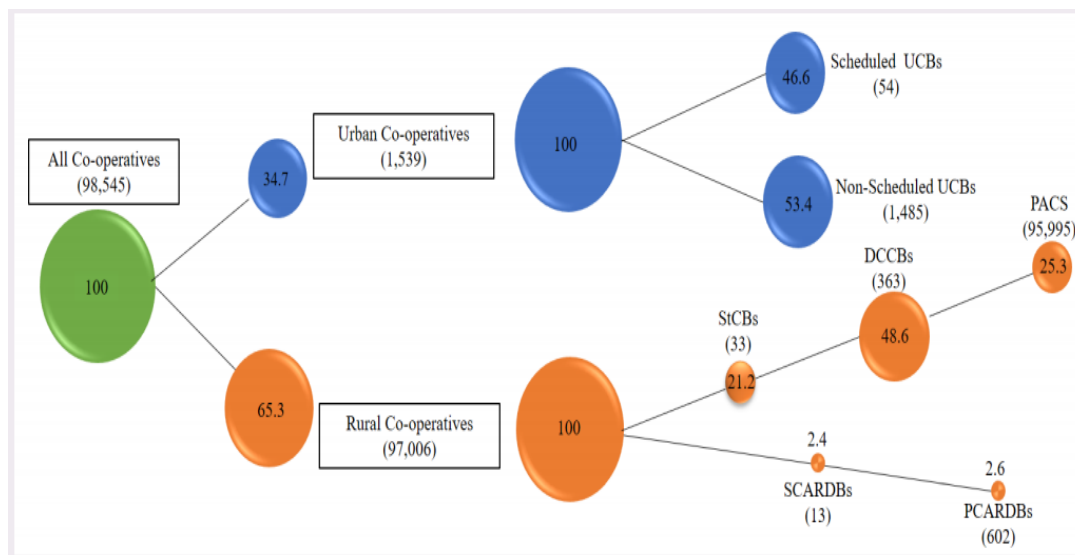 All Co-operatives
(98,545)
100
34.7
65.3
Urban Co-operatives
(1,539)
100
46.6
Scheduled UCBs
(54)
53.4
Non-Scheduled UCBs
(1,485)
Rural Co-operatives
(97,006)
100
StCBs
(33)
21.2
DCCBs
(363)
48.6
PACS
(95,995)
25.3
2.4
SCARDBs
(13)
2.6
PCARDBs
(602)